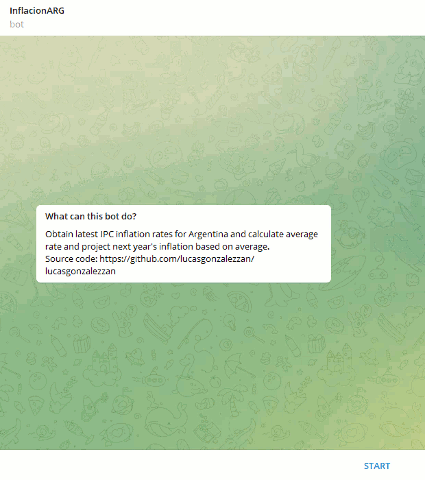 InflacionARG
bot
What can this bot do?
Obtain latest IPC inflation rates for Argentina and calculate average
rate and project next year's inflation based on average.
Source code: https://github.com/lucasgonzalezzan/
lucasgonzalezzan
START